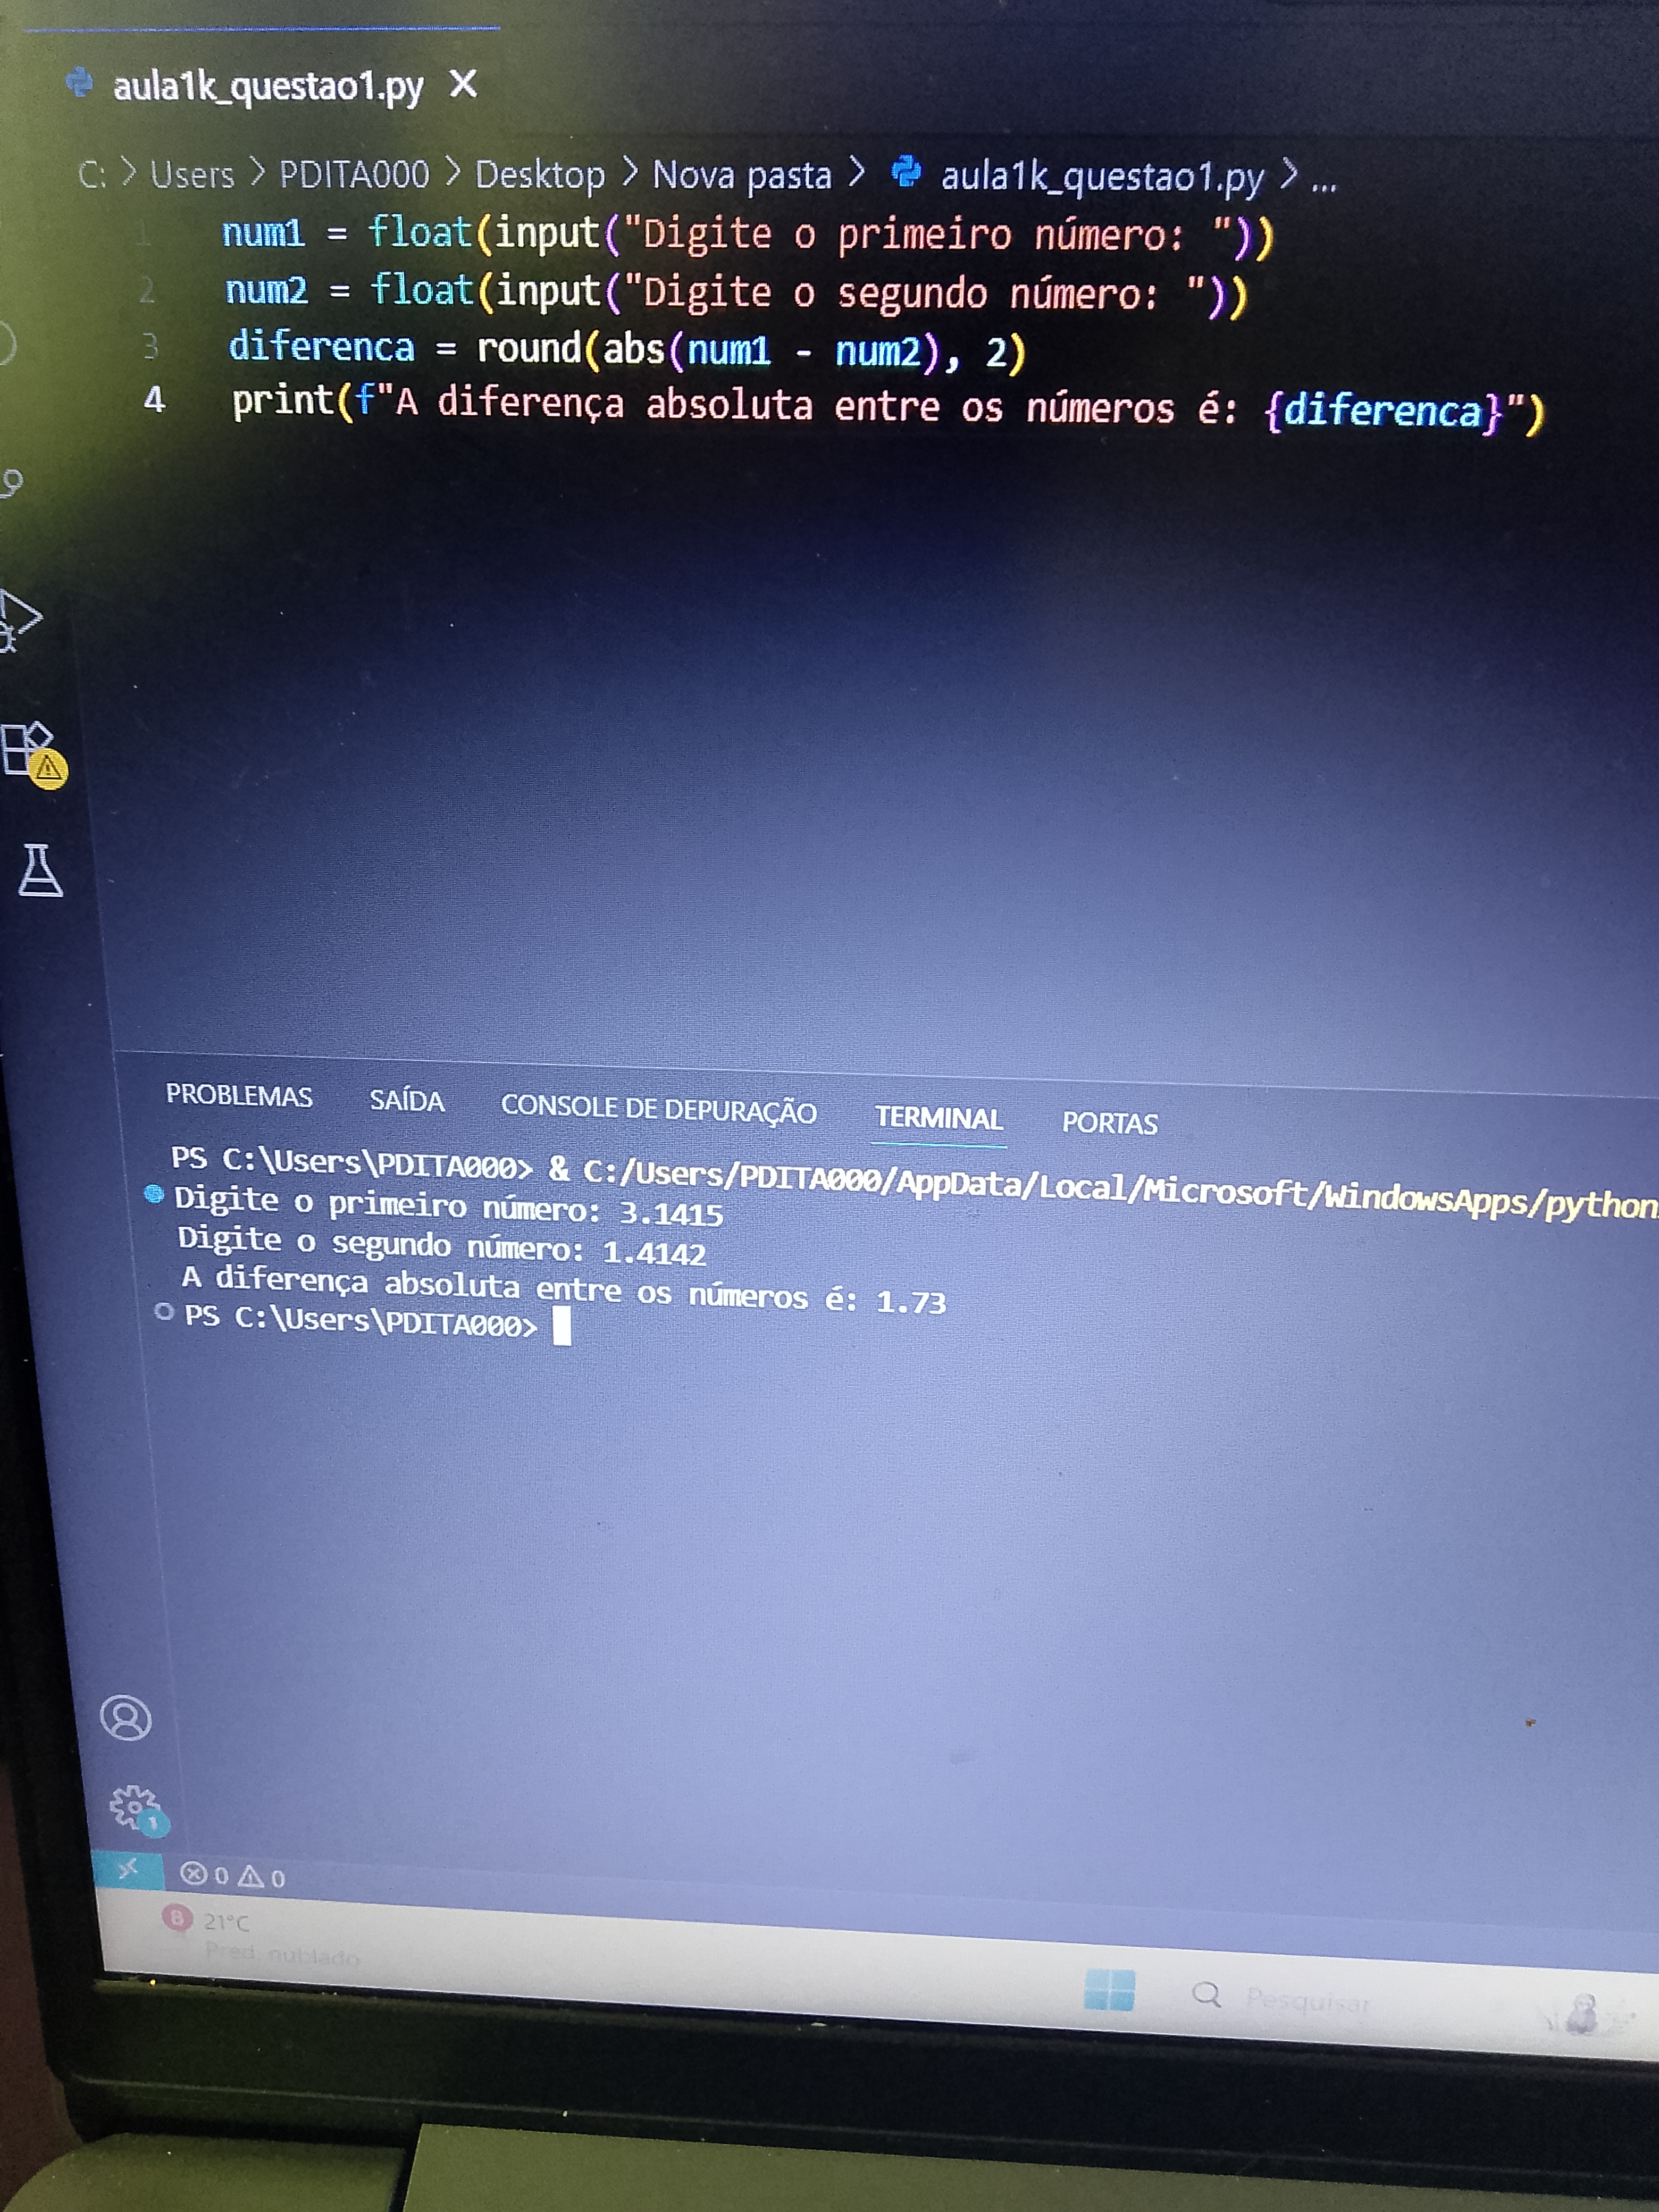 aula1k_questao1.py X
C: > Users > PDITA000 > Desktop > Nova pasta > aula1k_questao1.py > ...
1 num1 = float(input("Digite o primeiro número: "))
2 num2 = float(input("Digite o segundo número: "))
3 diferenca = round(abs(num1 - num2), 2)
4 print(f"A diferença absoluta entre os números é: {diferenca}")
PROBLEMAS SAÍDA CONSOLE DE DEPURAÇÃO TERMINAL PORTAS
PS C:\Users\PDITA000> & C:/Users/PDITA000/AppData/Local/Microsoft/WindowsApps/python
Digite o primeiro número: 3.1415
Digite o segundo número: 1.4142
A diferença absoluta entre os números é: 1.73
PS C:\Users\PDITA000>
1
0 0
8 21°C
Pred. nublado
Pesquisar